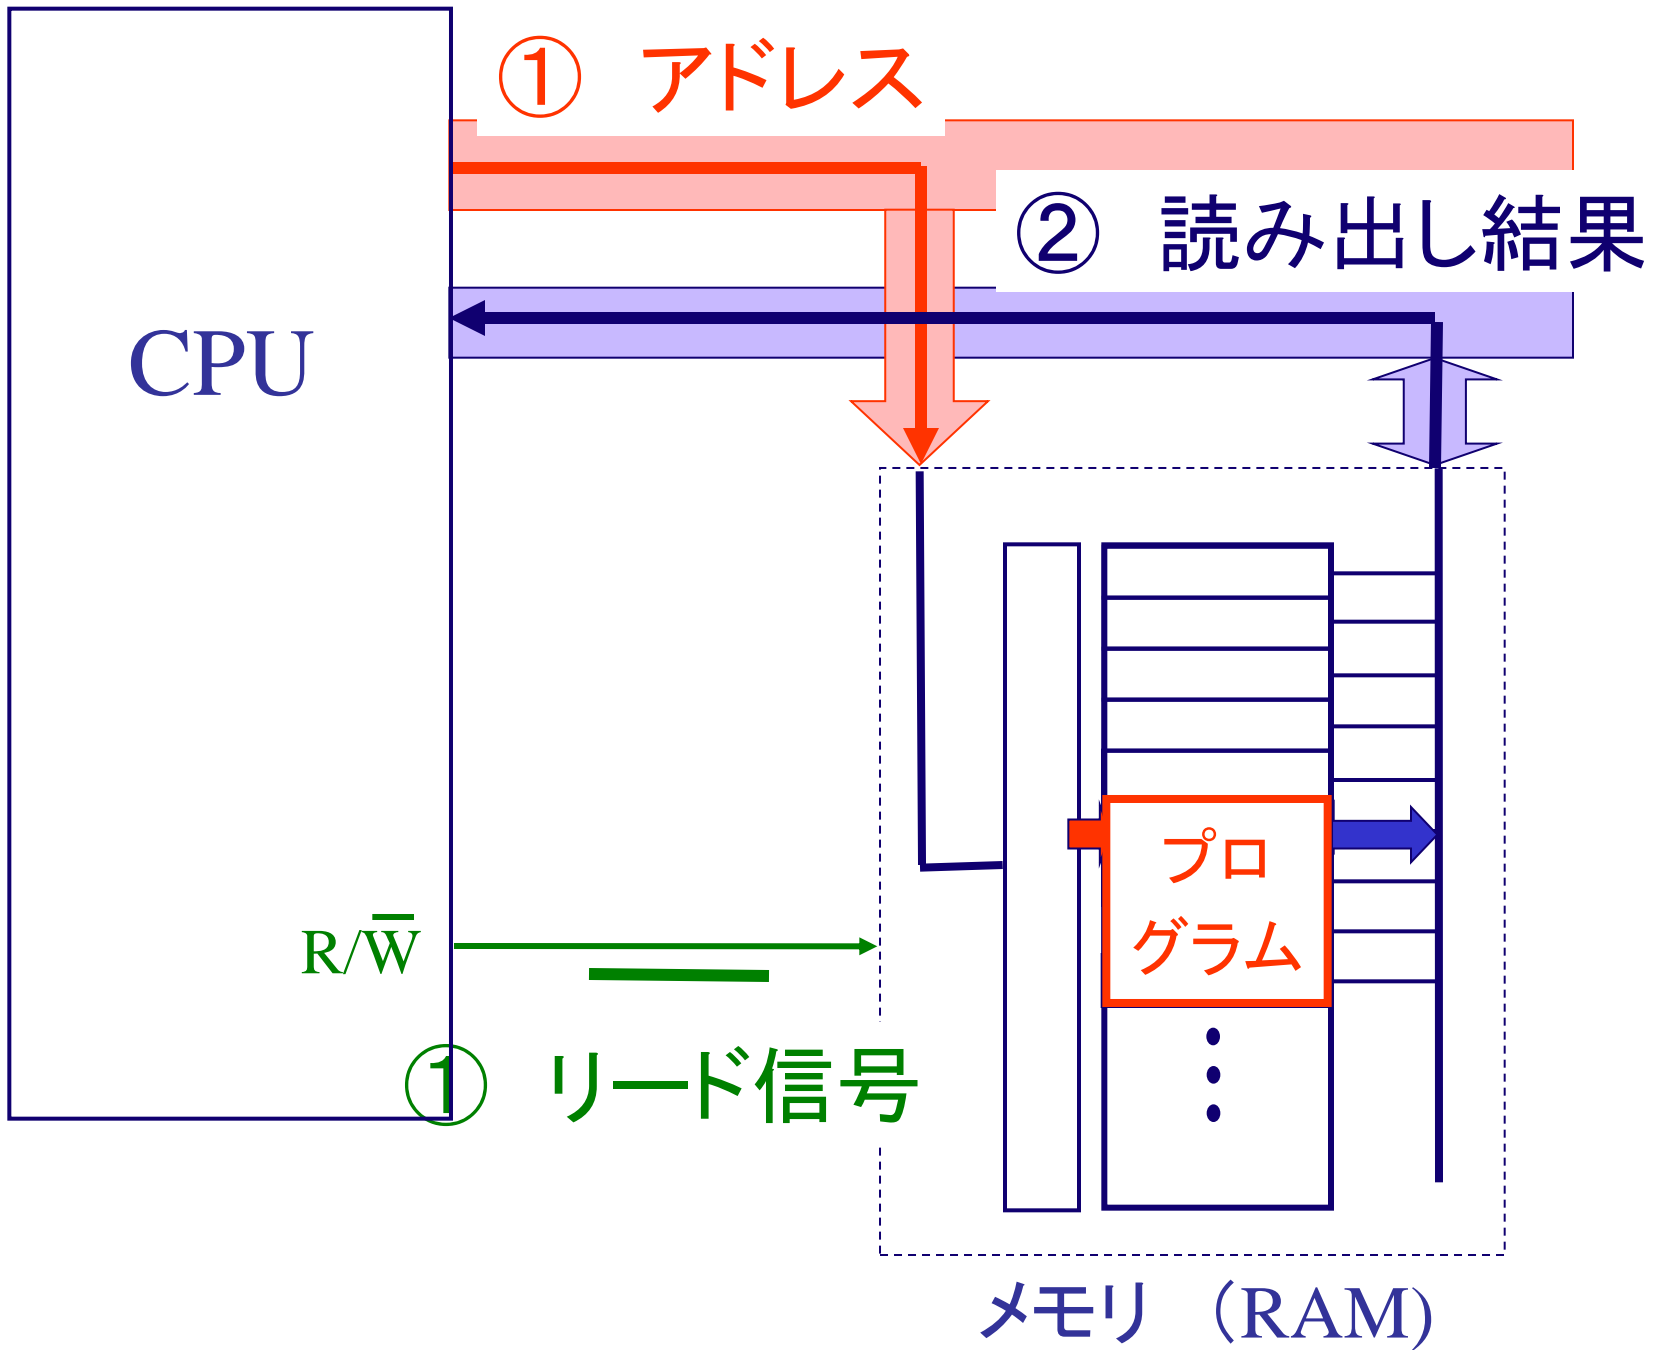 ① アドレス
② 読み出し結果
CPU
プロ
グラム
R/W̅
① リード信号
メモリ （RAM)